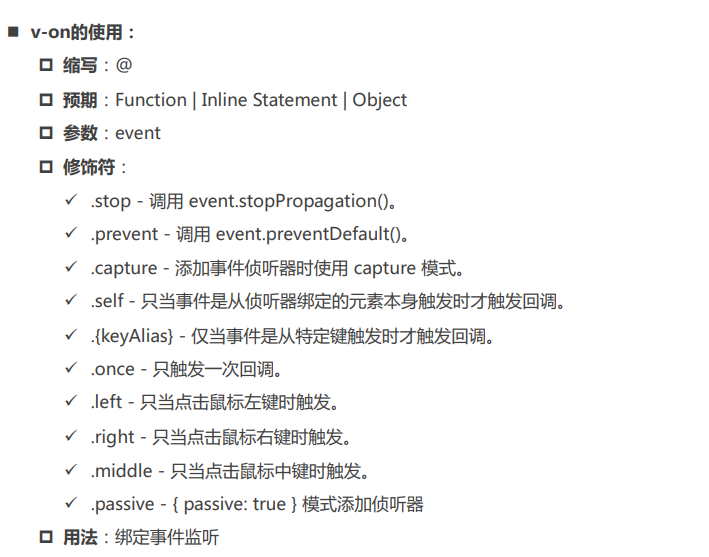 v-on的使用：
缩写：@
预期：Function | Inline Statement | Object
参数：event
修饰符：
.stop - 调用 event.stopPropagation()。
.prevent - 调用 event.preventDefault()。
.capture - 添加事件侦听器时使用 capture 模式。
.self - 只当事件是从侦听器绑定的元素本身触发时才触发回调。
.{keyAlias} - 仅当事件是从特定键触发时才触发回调。
.once - 只触发一次回调。
.left - 只当点击鼠标左键时触发。
.right - 只当点击鼠标右键时触发。
.middle - 只当点击鼠标中键时触发。
.passive - { passive: true } 模式添加侦听器
用法：绑定事件监听